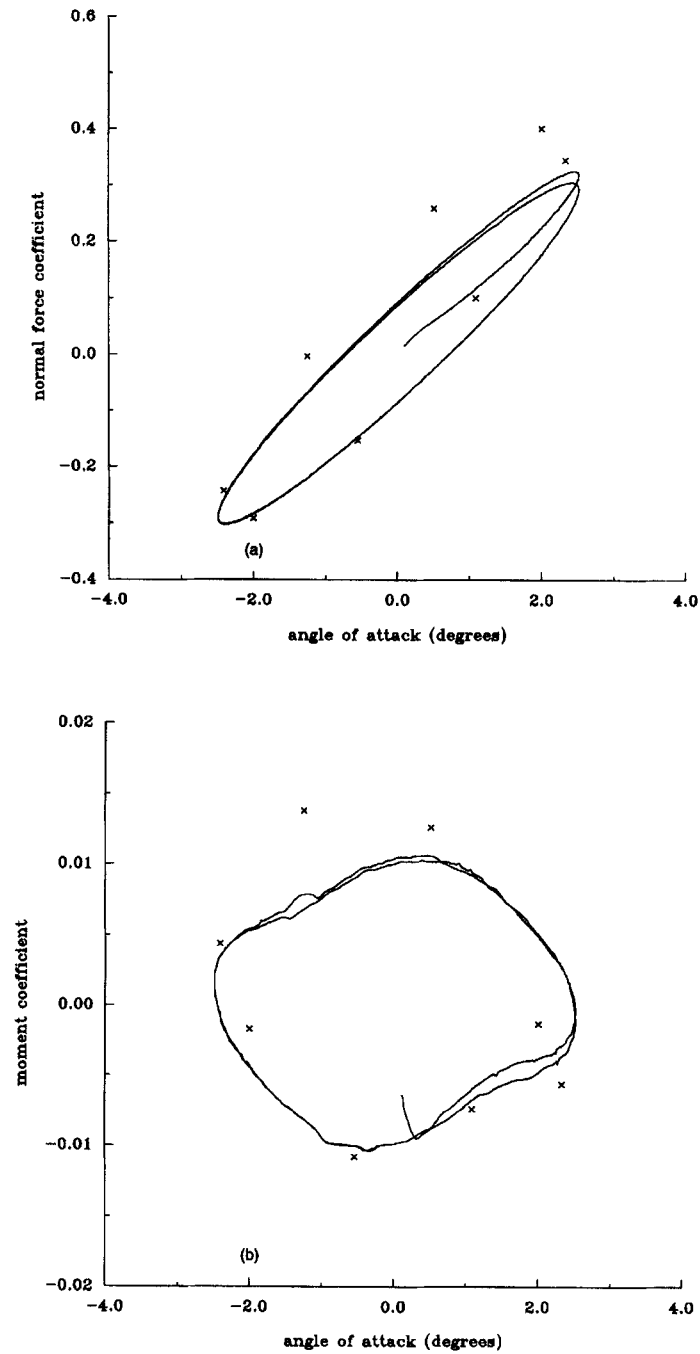 0.6
0.4
0.2
0.0
−0.2
−0.4
normal force coefficient
(a)
−4.0 −2.0 0.0 2.0 4.0
angle of attack (degrees)
0.02
0.01
0.00
−0.01
−0.02
moment coefficient
(b)
−4.0 −2.0 0.0 2.0 4.0
angle of attack (degrees)